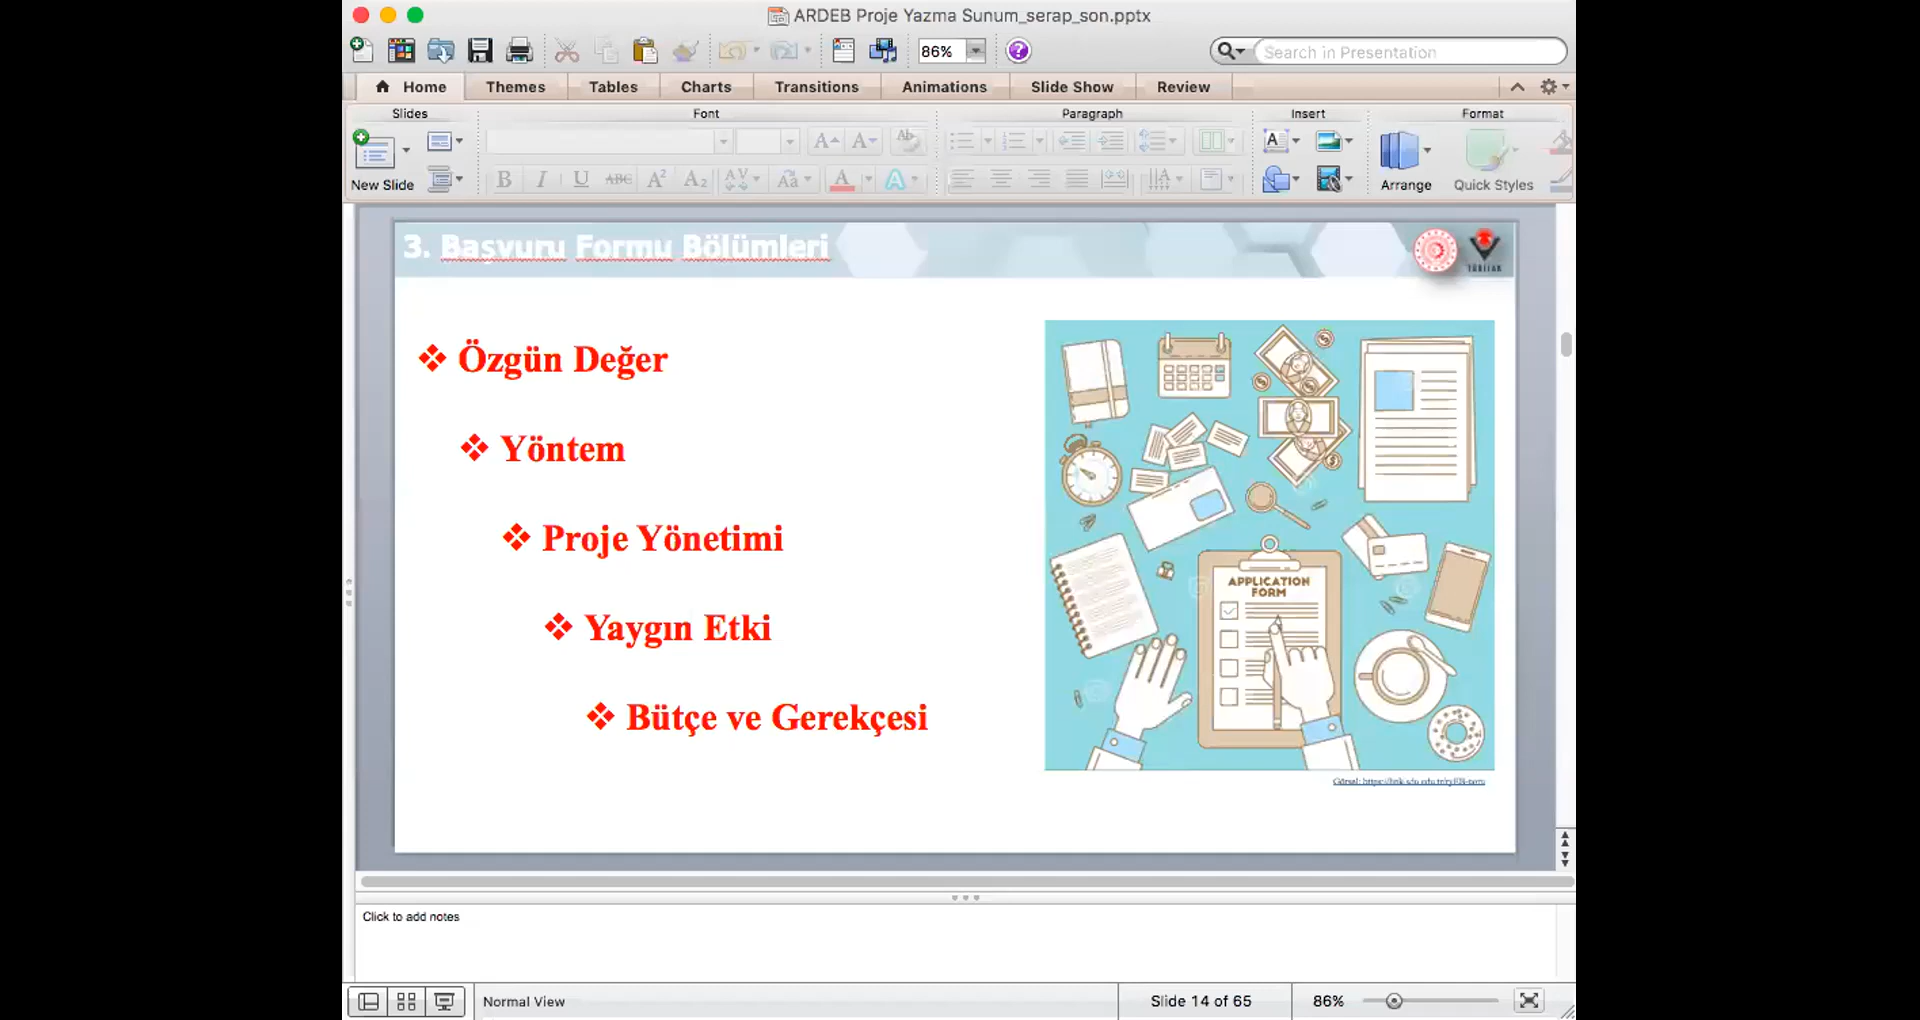 ARDEB Proje Yazma Sunum_serap_son.pptx
86%
Search in Presentation
Home
Themes
Tables
Charts
Transitions
Animations
Slide Show
Review
Slides
Font
Paragraph
Insert
Format
New Slide
Arrange
Quick Styles
3. Başvuru Formu Bölümleri
TÜBİTAK
❖ Özgün Değer
❖ Yöntem
❖ Proje Yönetimi
❖ Yaygın Etki
❖ Bütçe ve Gerekçesi
APPLICATION
FORM
Click to add notes
Normal View
Slide 14 of 65
86%